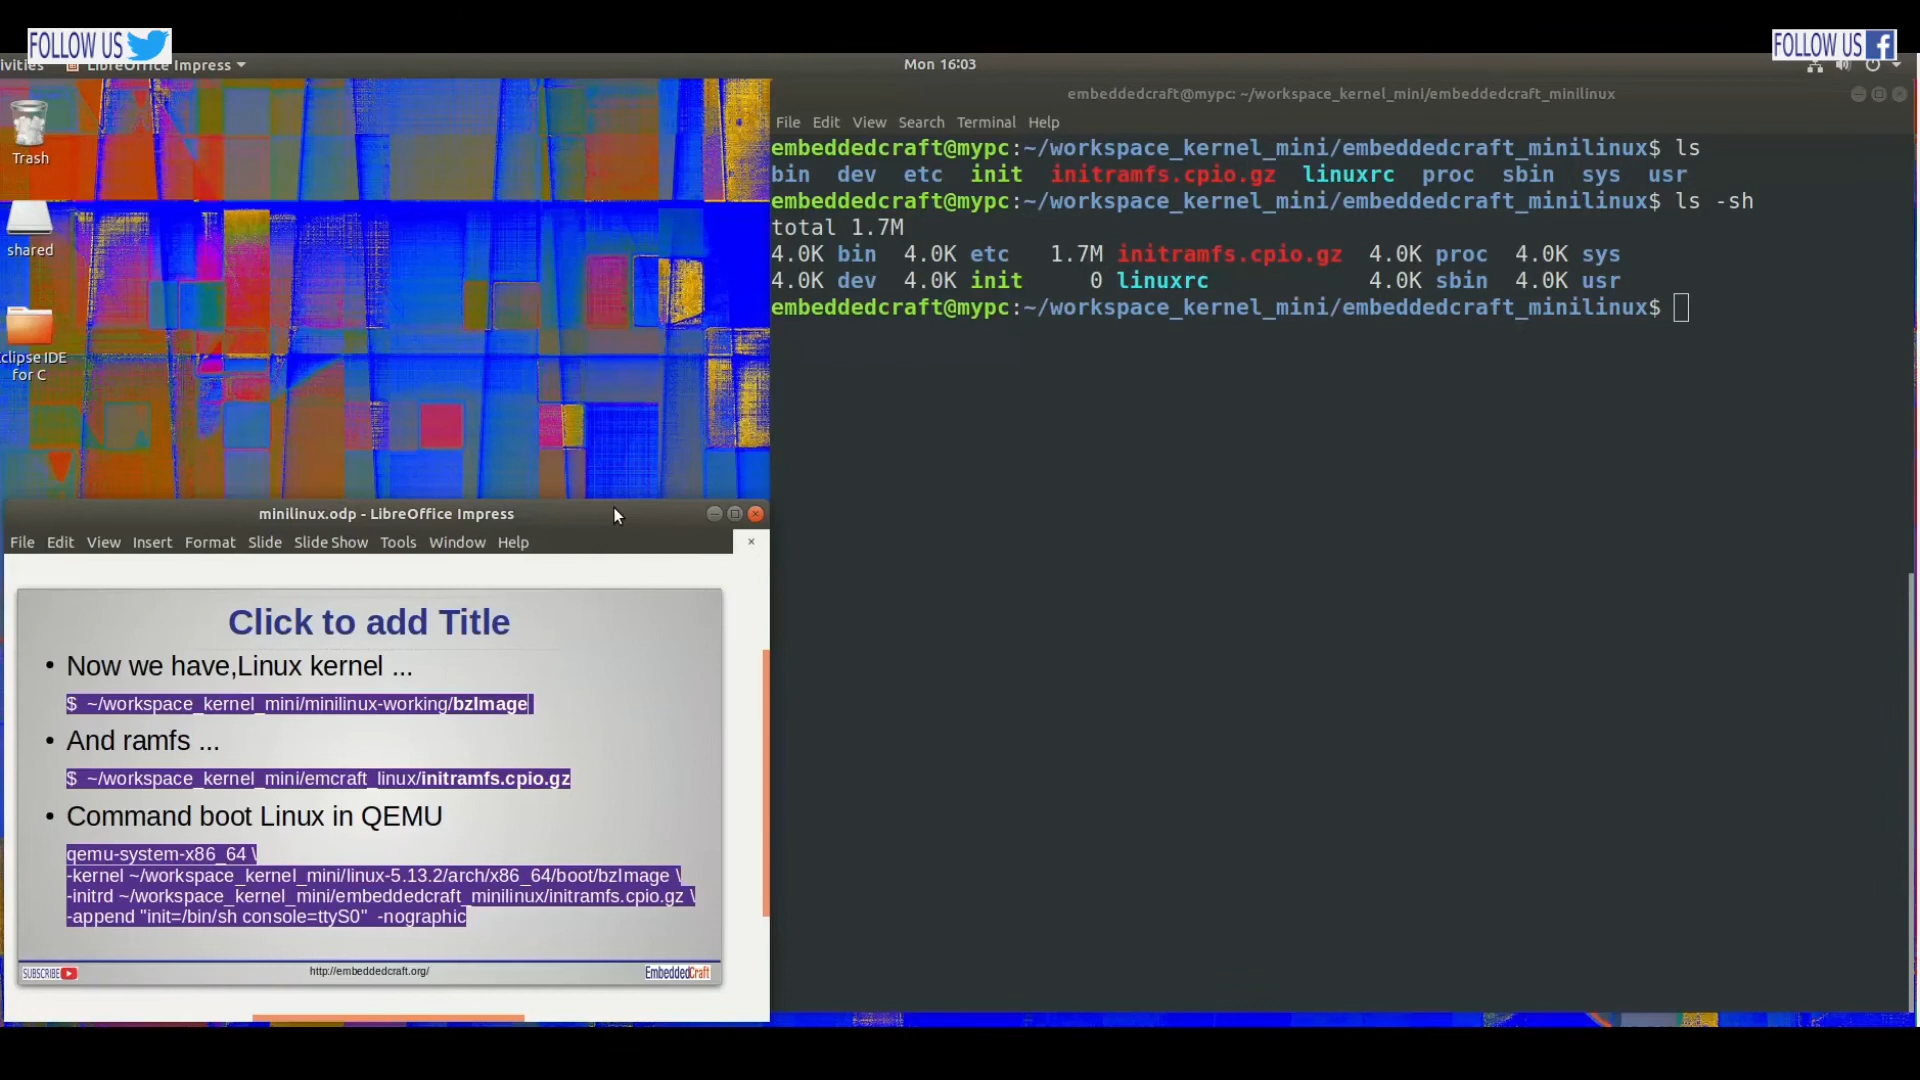 FOLLOW US
FOLLOW US
ivities LibreOffice Impress
Mon 16:03
Trash
shared
clipse IDE
for C
embeddedcraft@mypc: ~/workspace_kernel_mini/embeddedcraft_minilinux
File Edit View Search Terminal Help
embeddedcraft@mypc:~/workspace_kernel_mini/embeddedcraft_minilinux$ ls
bin dev etc init initramfs.cpio.gz linuxrc proc sbin sys usr
embeddedcraft@mypc:~/workspace_kernel_mini/embeddedcraft_minilinux$ ls -sh
total 1.7M
4.0K bin 4.0K etc 1.7M initramfs.cpio.gz 4.0K proc 4.0K sys
4.0K dev 4.0K init 0 linuxrc 4.0K sbin 4.0K usr
embeddedcraft@mypc:~/workspace_kernel_mini/embeddedcraft_minilinux$
minilinux.odp - LibreOffice Impress
File Edit View Insert Format Slide Slide Show Tools Window Help
Click to add Title
• Now we have,Linux kernel ...
$ ~/workspace_kernel_mini/minilinux-working/bzImage
• And ramfs ...
$ ~/workspace_kernel_mini/emcraft_linux/initramfs.cpio.gz
• Command boot Linux in QEMU
qemu-system-x86_64 \
-kernel ~/workspace_kernel_mini/linux-5.13.2/arch/x86_64/boot/bzImage \
-initrd ~/workspace_kernel_mini/embeddedcraft_minilinux/initramfs.cpio.gz \
-append "init=/bin/sh console=ttyS0" -nographic
SUBSCRIBE
http://embeddedcraft.org/
EmbeddedCraft